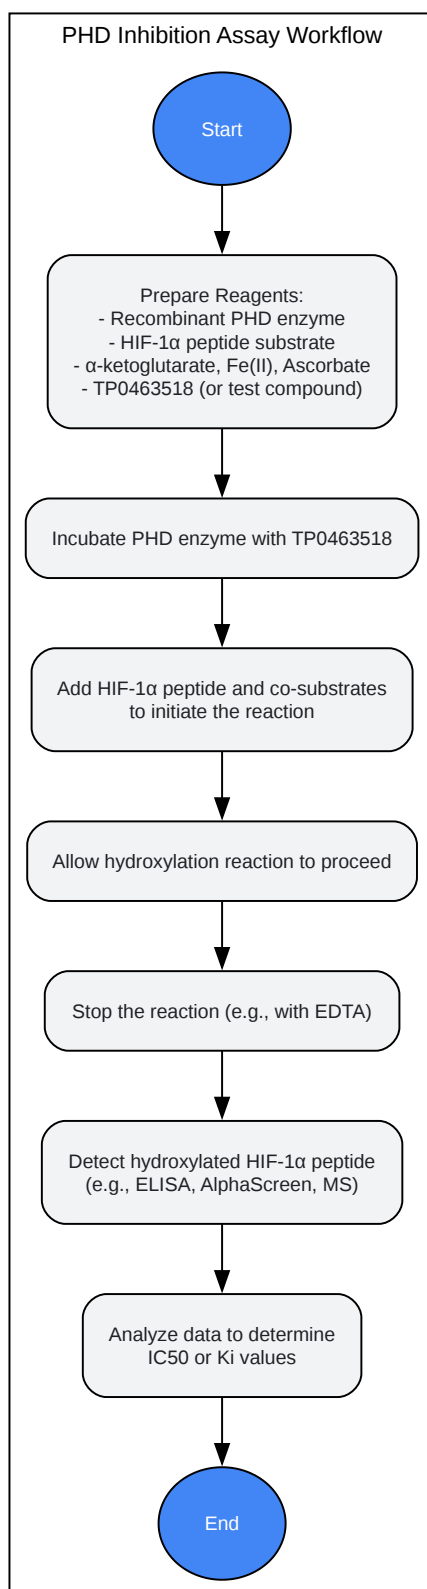 PHD Inhibition Assay Workflow
Start
Prepare Reagents:
- Recombinant PHD enzyme
- HIF-1α peptide substrate
- α-ketoglutarate, Fe(II), Ascorbate
- TP0463518 (or test compound)
Incubate PHD enzyme with TP0463518
Add HIF-1α peptide and co-substrates
to initiate the reaction
Allow hydroxylation reaction to proceed
Stop the reaction (e.g., with EDTA)
Detect hydroxylated HIF-1α peptide
(e.g., ELISA, AlphaScreen, MS)
Analyze data to determine
IC50 or Ki values
End